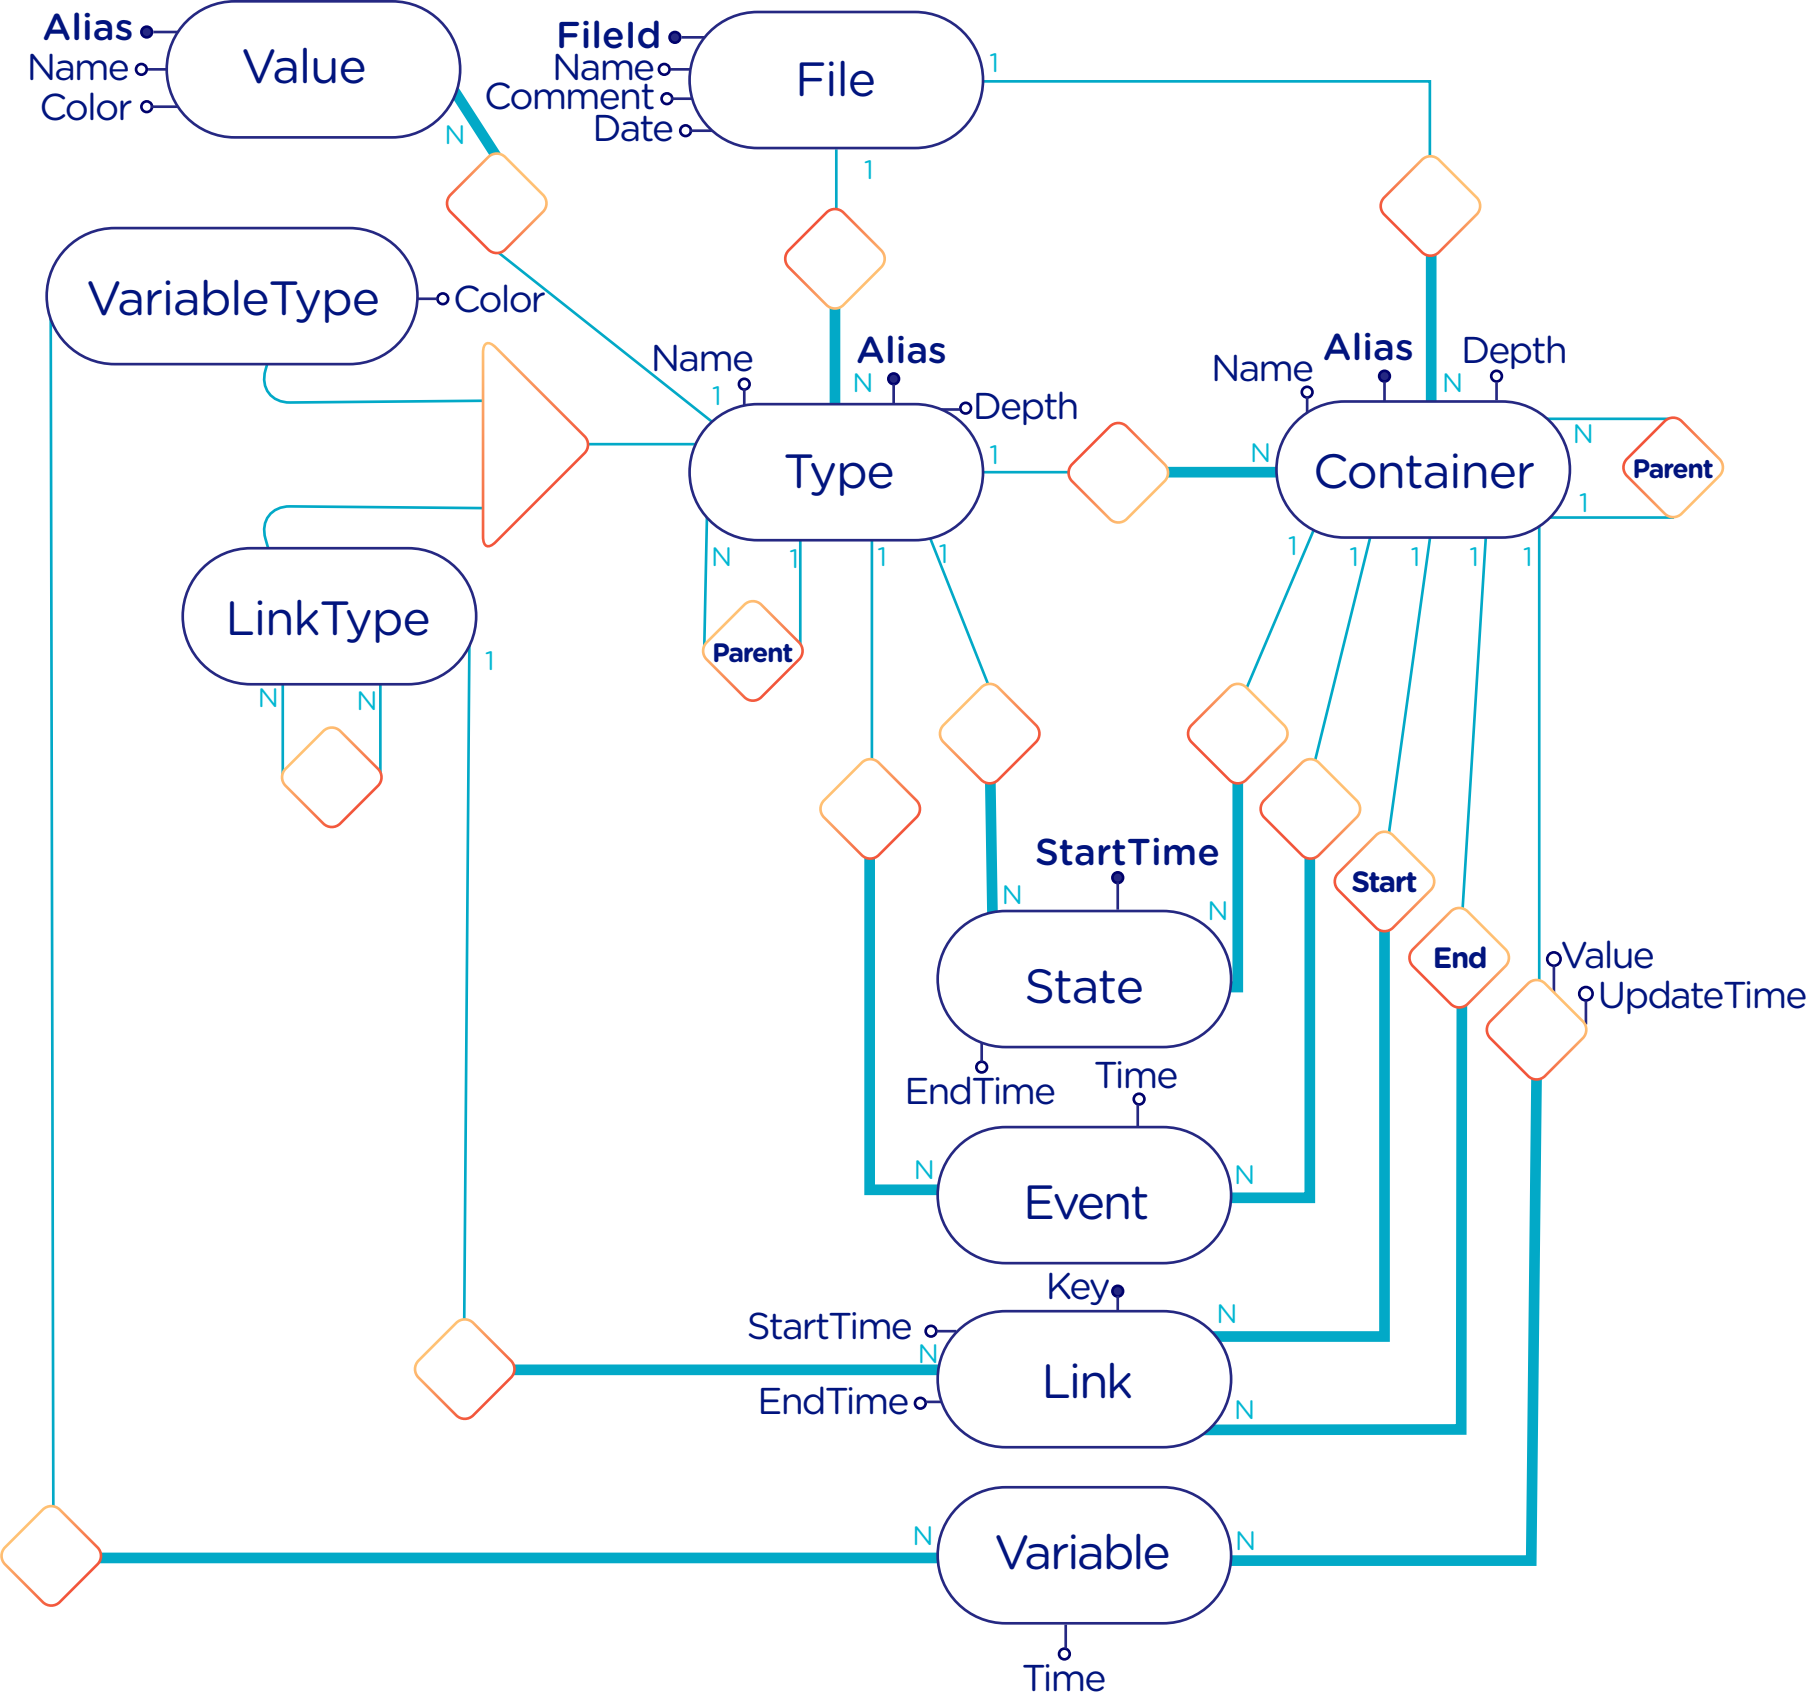 Alias
Name
Color
Value
N
FileId
Name
Comment
Date
File
1
1
VariableType
Color
Name
1
N
Alias
Depth
Type
1
N
Name
Alias
Depth
N
Container
N
1
Parent
LinkType
1
N
N
N
1
1
1
Parent
1
1
1
1
1
StartTime
N
N
State
EndTime
Start
End
Value
UpdateTime
Time
N
N
Event
Key
StartTime
N
EndTime
Link
N
N
N
Variable
N
Time